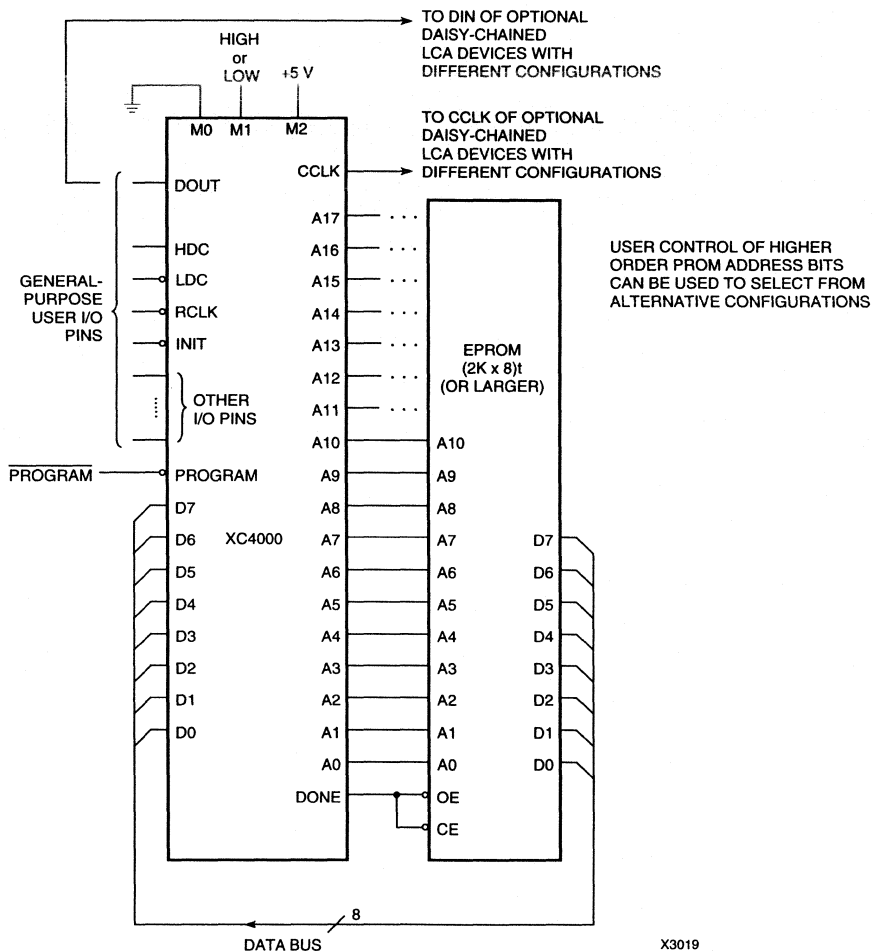 TO DIN OF OPTIONAL
DAISY-CHAINED
LCA DEVICES WITH
DIFFERENT CONFIGURATIONS
HIGH
or
LOW
+5 V
M0
M1
M2
TO CCLK OF OPTIONAL
DAISY-CHAINED
LCA DEVICES WITH
DIFFERENT CONFIGURATIONS
CCLK
DOUT
A17
HDC
A16
USER CONTROL OF HIGHER
ORDER PROM ADDRESS BITS
CAN BE USED TO SELECT FROM
ALTERNATIVE CONFIGURATIONS
GENERAL-
PURPOSE
USER I/O
PINS
LDC
A15
RCLK
A14
INIT
A13
EPROM
(2K x 8)t
(OR LARGER)
A12
OTHER
I/O PINS
A11
A10
A10
PROGRAM
PROGRAM
A9
A9
D7
A8
A8
D6
XC4000
A7
A7
D7
D5
A6
A6
D6
D4
A5
A5
D5
D3
A4
A4
D4
D2
A3
A3
D3
D1
A2
A2
D2
D0
A1
A1
D1
A0
A0
D0
DONE
OE
CE
8
DATA BUS
X3019